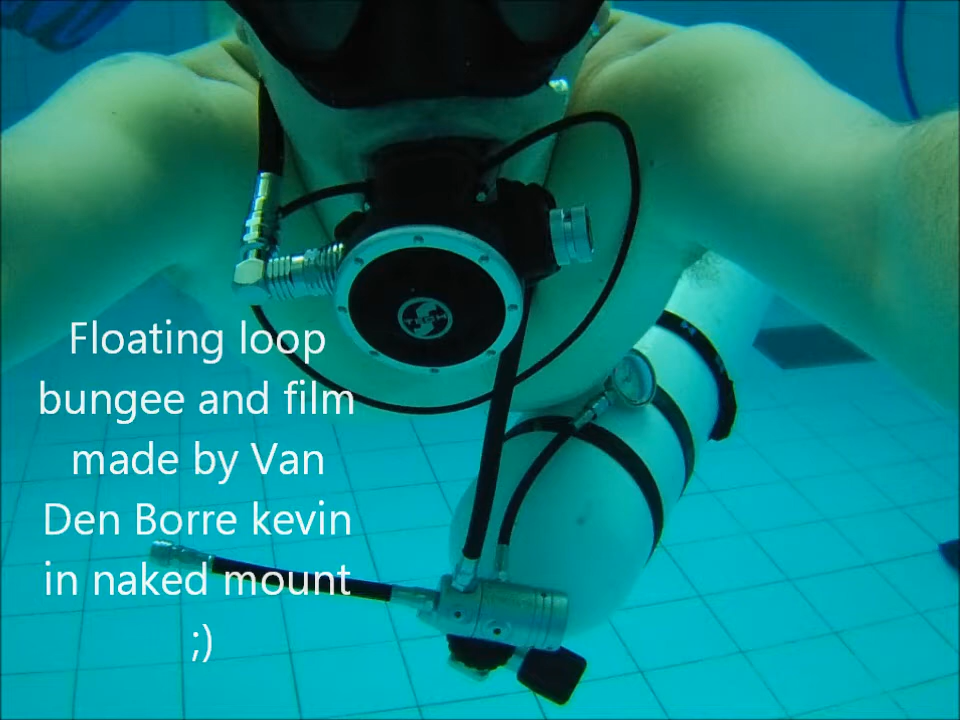 Floating loop
bungee and film
made by Van
Den Borre kevin
in naked mount
;)